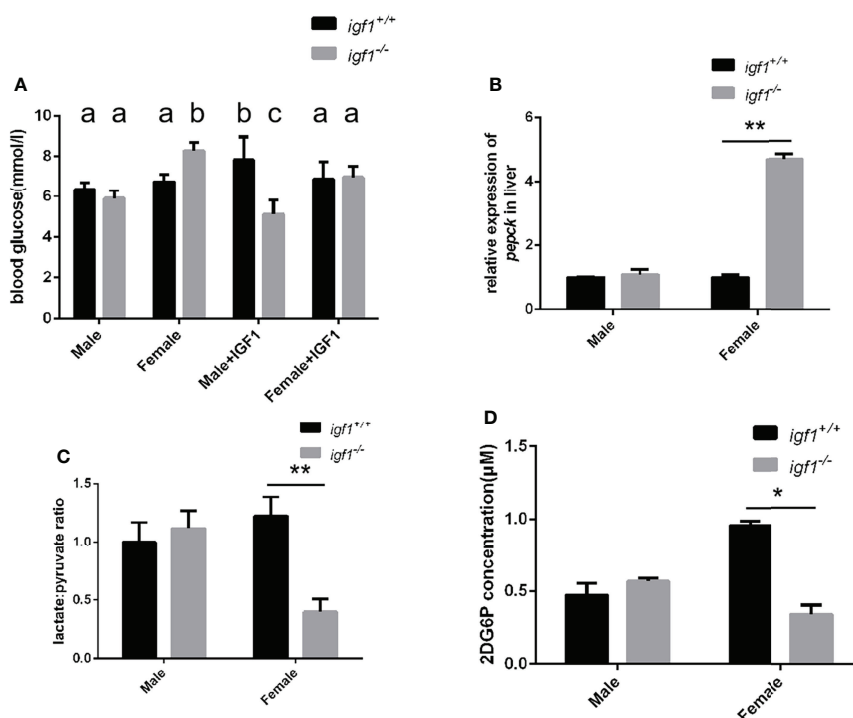 igf1+/+
igf1-/-
A
a a a b b c a a
blood glucose(mmol/l)
10
8
6
4
2
0
Male
Female
Male+IGF1
Female+IGF1
B
igf1+/+
igf1-/-
**
relative expression of
pepck in liver
6
4
2
0
Male
Female
C
igf1+/+
igf1-/-
**
lactate:pyruvate ratio
1.5
1.0
0.5
0.0
Male
Female
D
igf1+/+
igf1-/-
*
2DG6P concentration(μM)
1.5
1.0
0.5
0.0
Male
Female